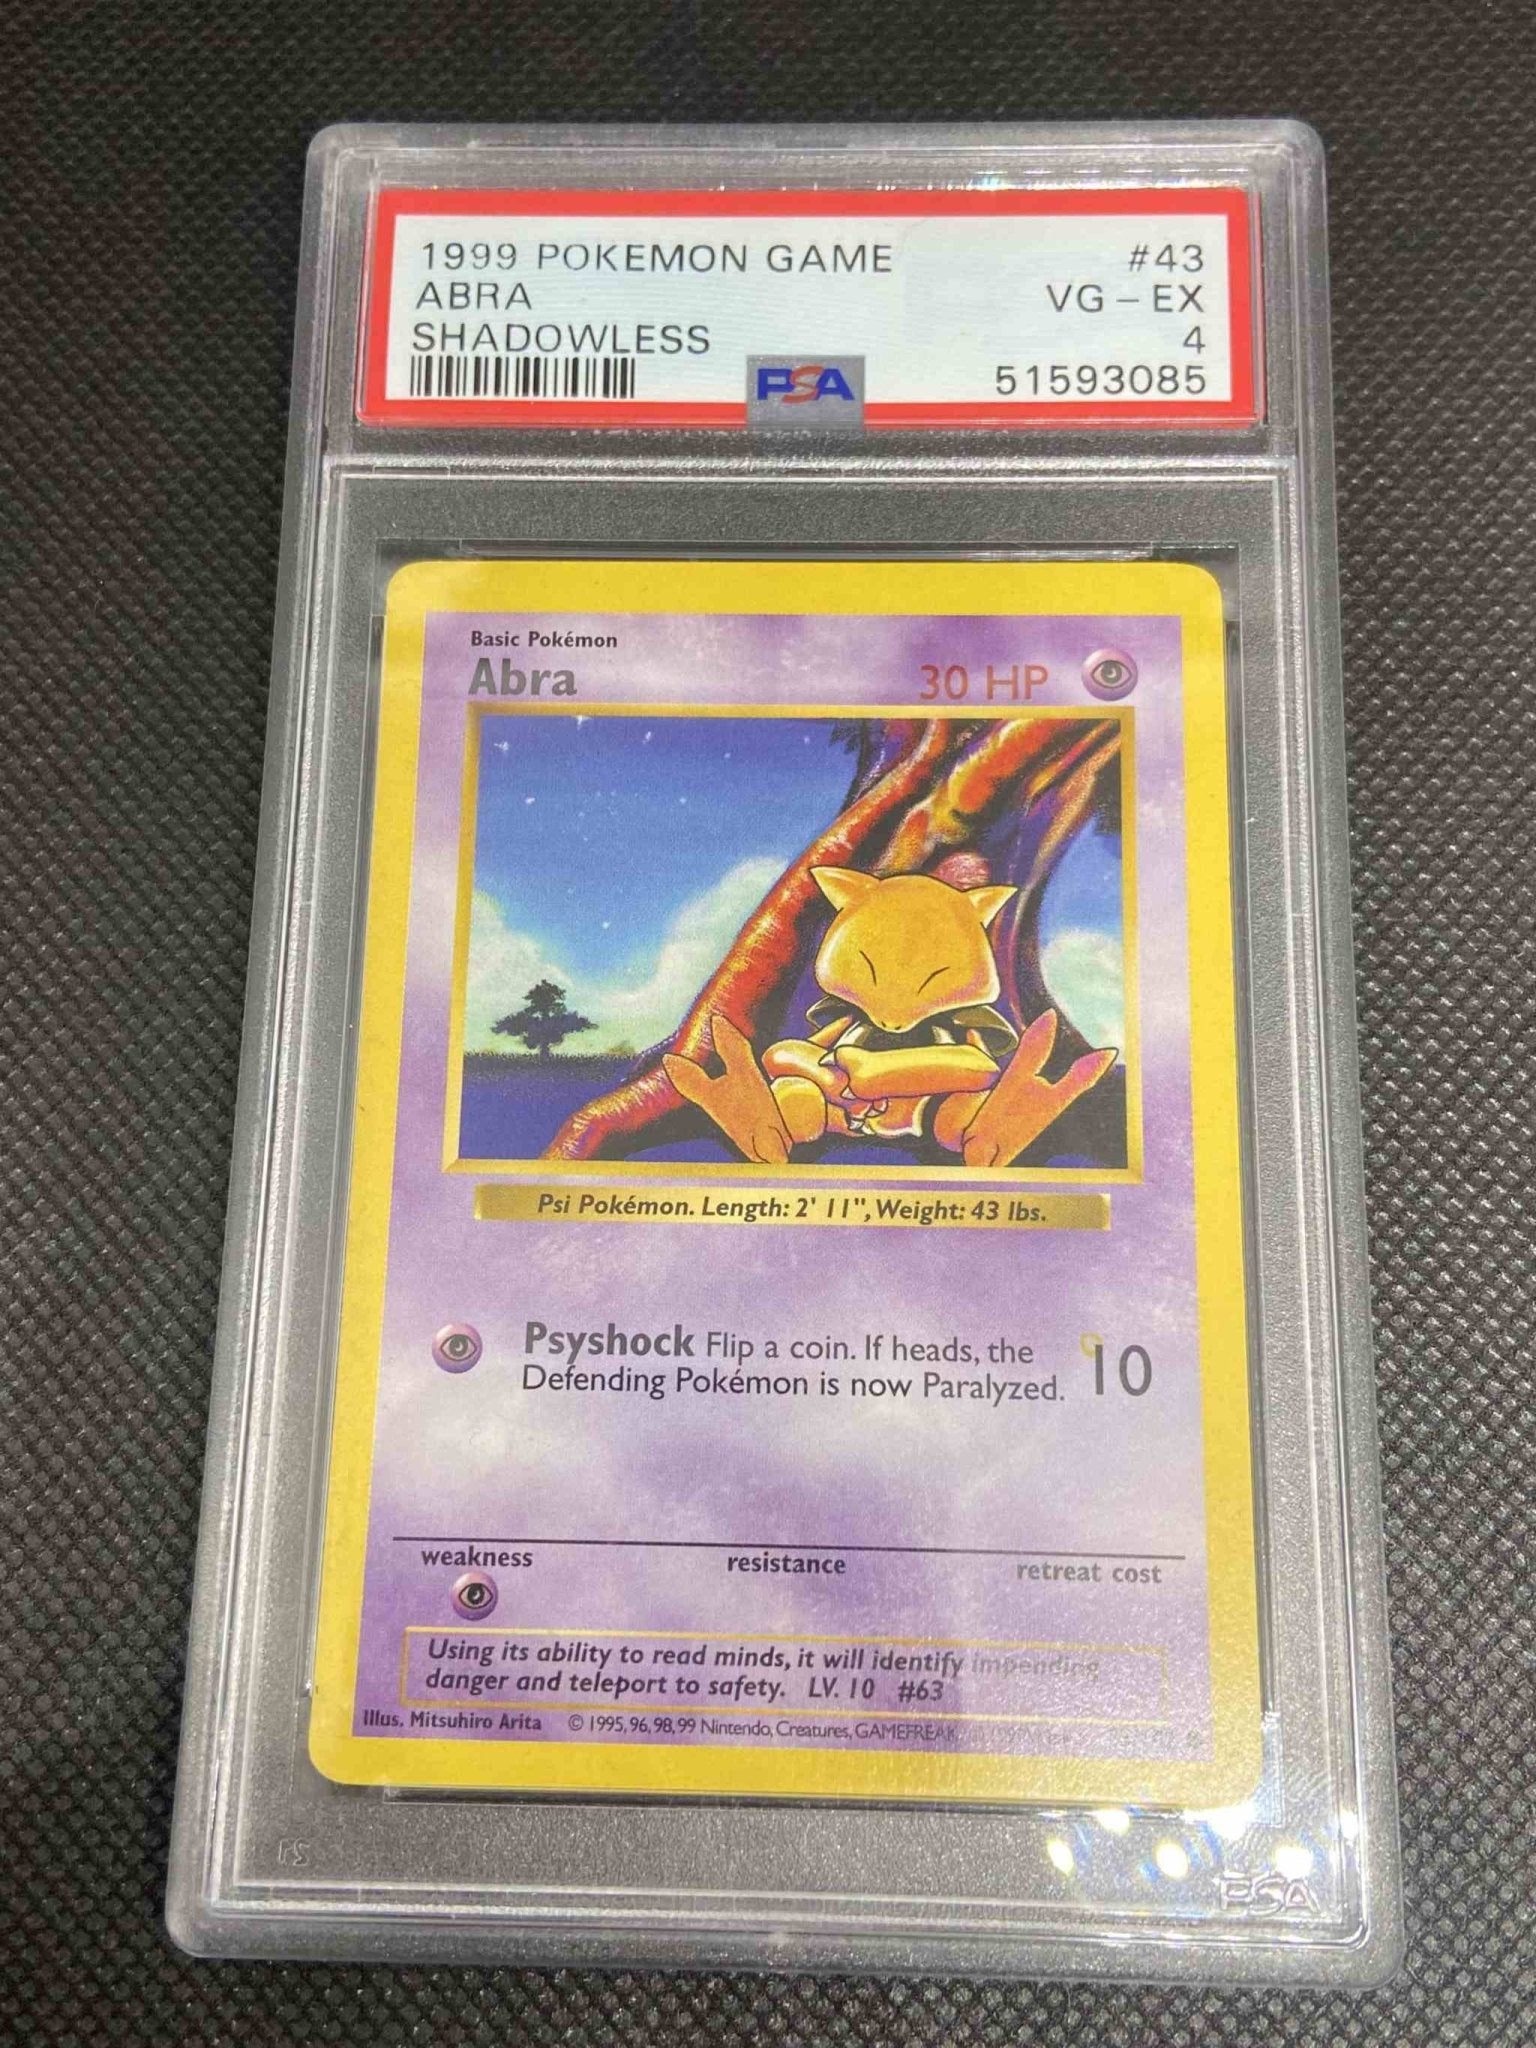 1999 POKEMON GAME #43
ABRA VG - EX
SHADOWLESS 4
PSA 51593085
Basic Pokémon
Abra 30 HP
Psi Pokémon. Length: 2' 11", Weight: 43 lbs.
Psyshock Flip a coin. If heads, the
Defending Pokémon is now Paralyzed. 10
weakness resistance retreat cost
Using its ability to read minds, it will identify impending
danger and teleport to safety. LV. 10 #63
Illus. Mitsuhiro Arita © 1995, 96, 98, 99 Nintendo, Creatures, GAMEFREAK.
PSA